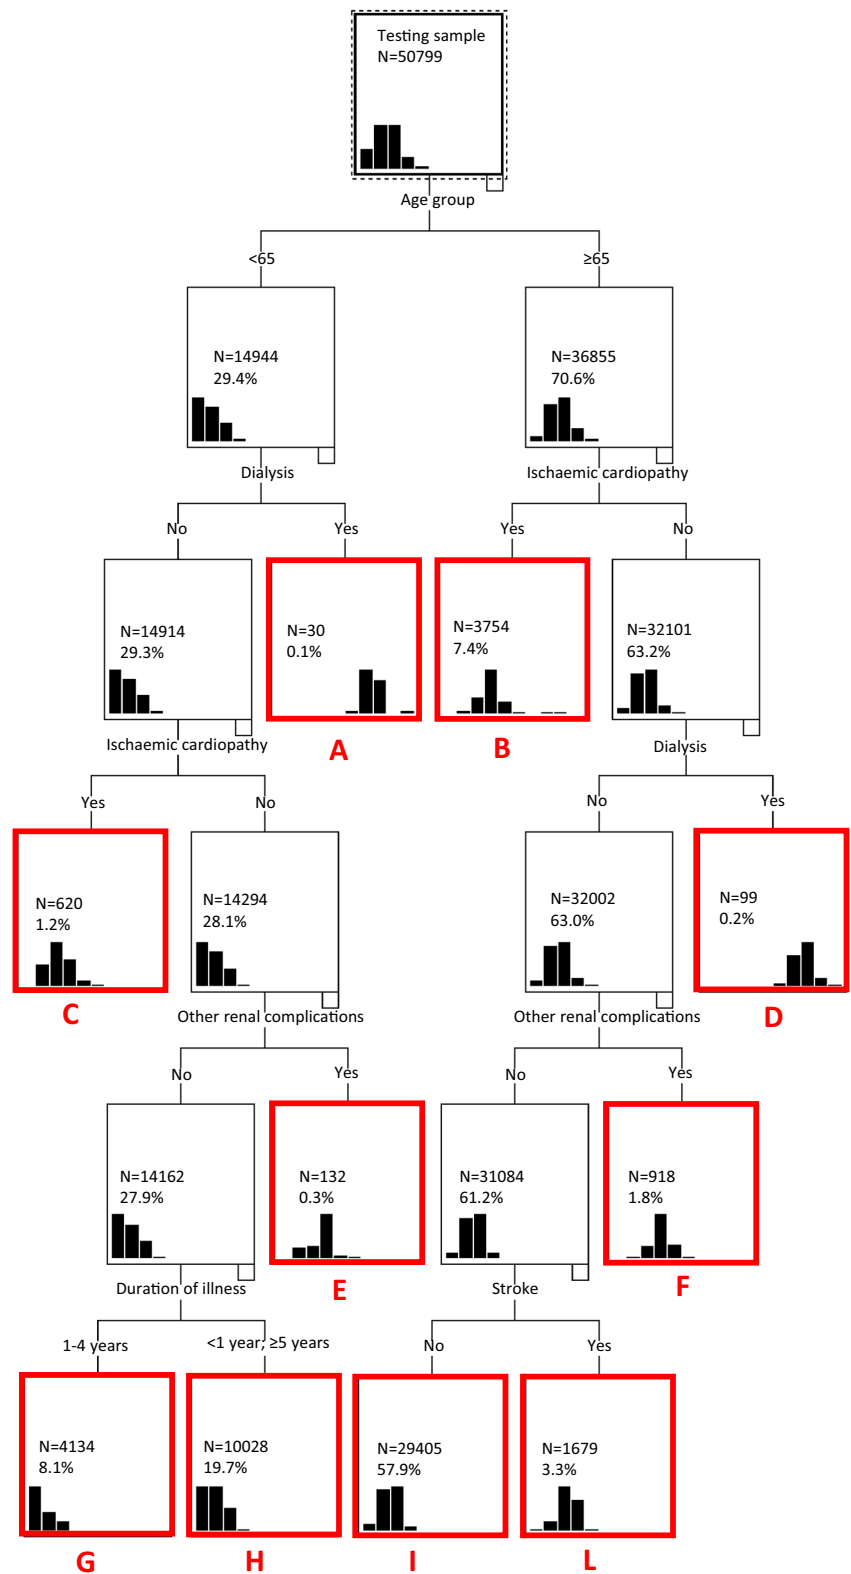 Testing sample
N=50799
Age group
<65
≥65
N=14944
29.4%
N=36855
70.6%
Dialysis
Ischaemic cardiopathy
No
Yes
Yes
No
N=14914
29.3%
N=30
0.1%
N=3754
7.4%
N=32101
63.2%
A
B
Ischaemic cardiopathy
Dialysis
Yes
No
No
Yes
N=620
1.2%
N=14294
28.1%
N=32002
63.0%
N=99
0.2%
C
D
Other renal complications
Other renal complications
No
Yes
No
Yes
N=14162
27.9%
N=132
0.3%
N=31084
61.2%
N=918
1.8%
E
F
Duration of illness
Stroke
1-4 years
<1 year; ≥5 years
No
Yes
N=4134
8.1%
N=10028
19.7%
N=29405
57.9%
N=1679
3.3%
G
H
I
L